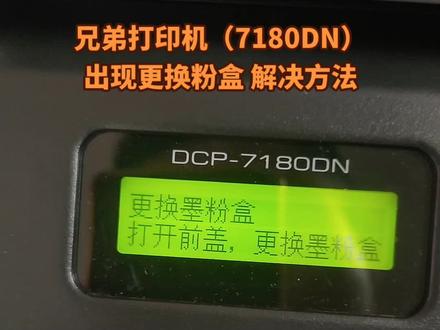 兄弟打印机（7180DN）
出现更换粉盒 解决方法
DCP-7180DN
更换墨粉盒
打开前盖，更换墨粉盒